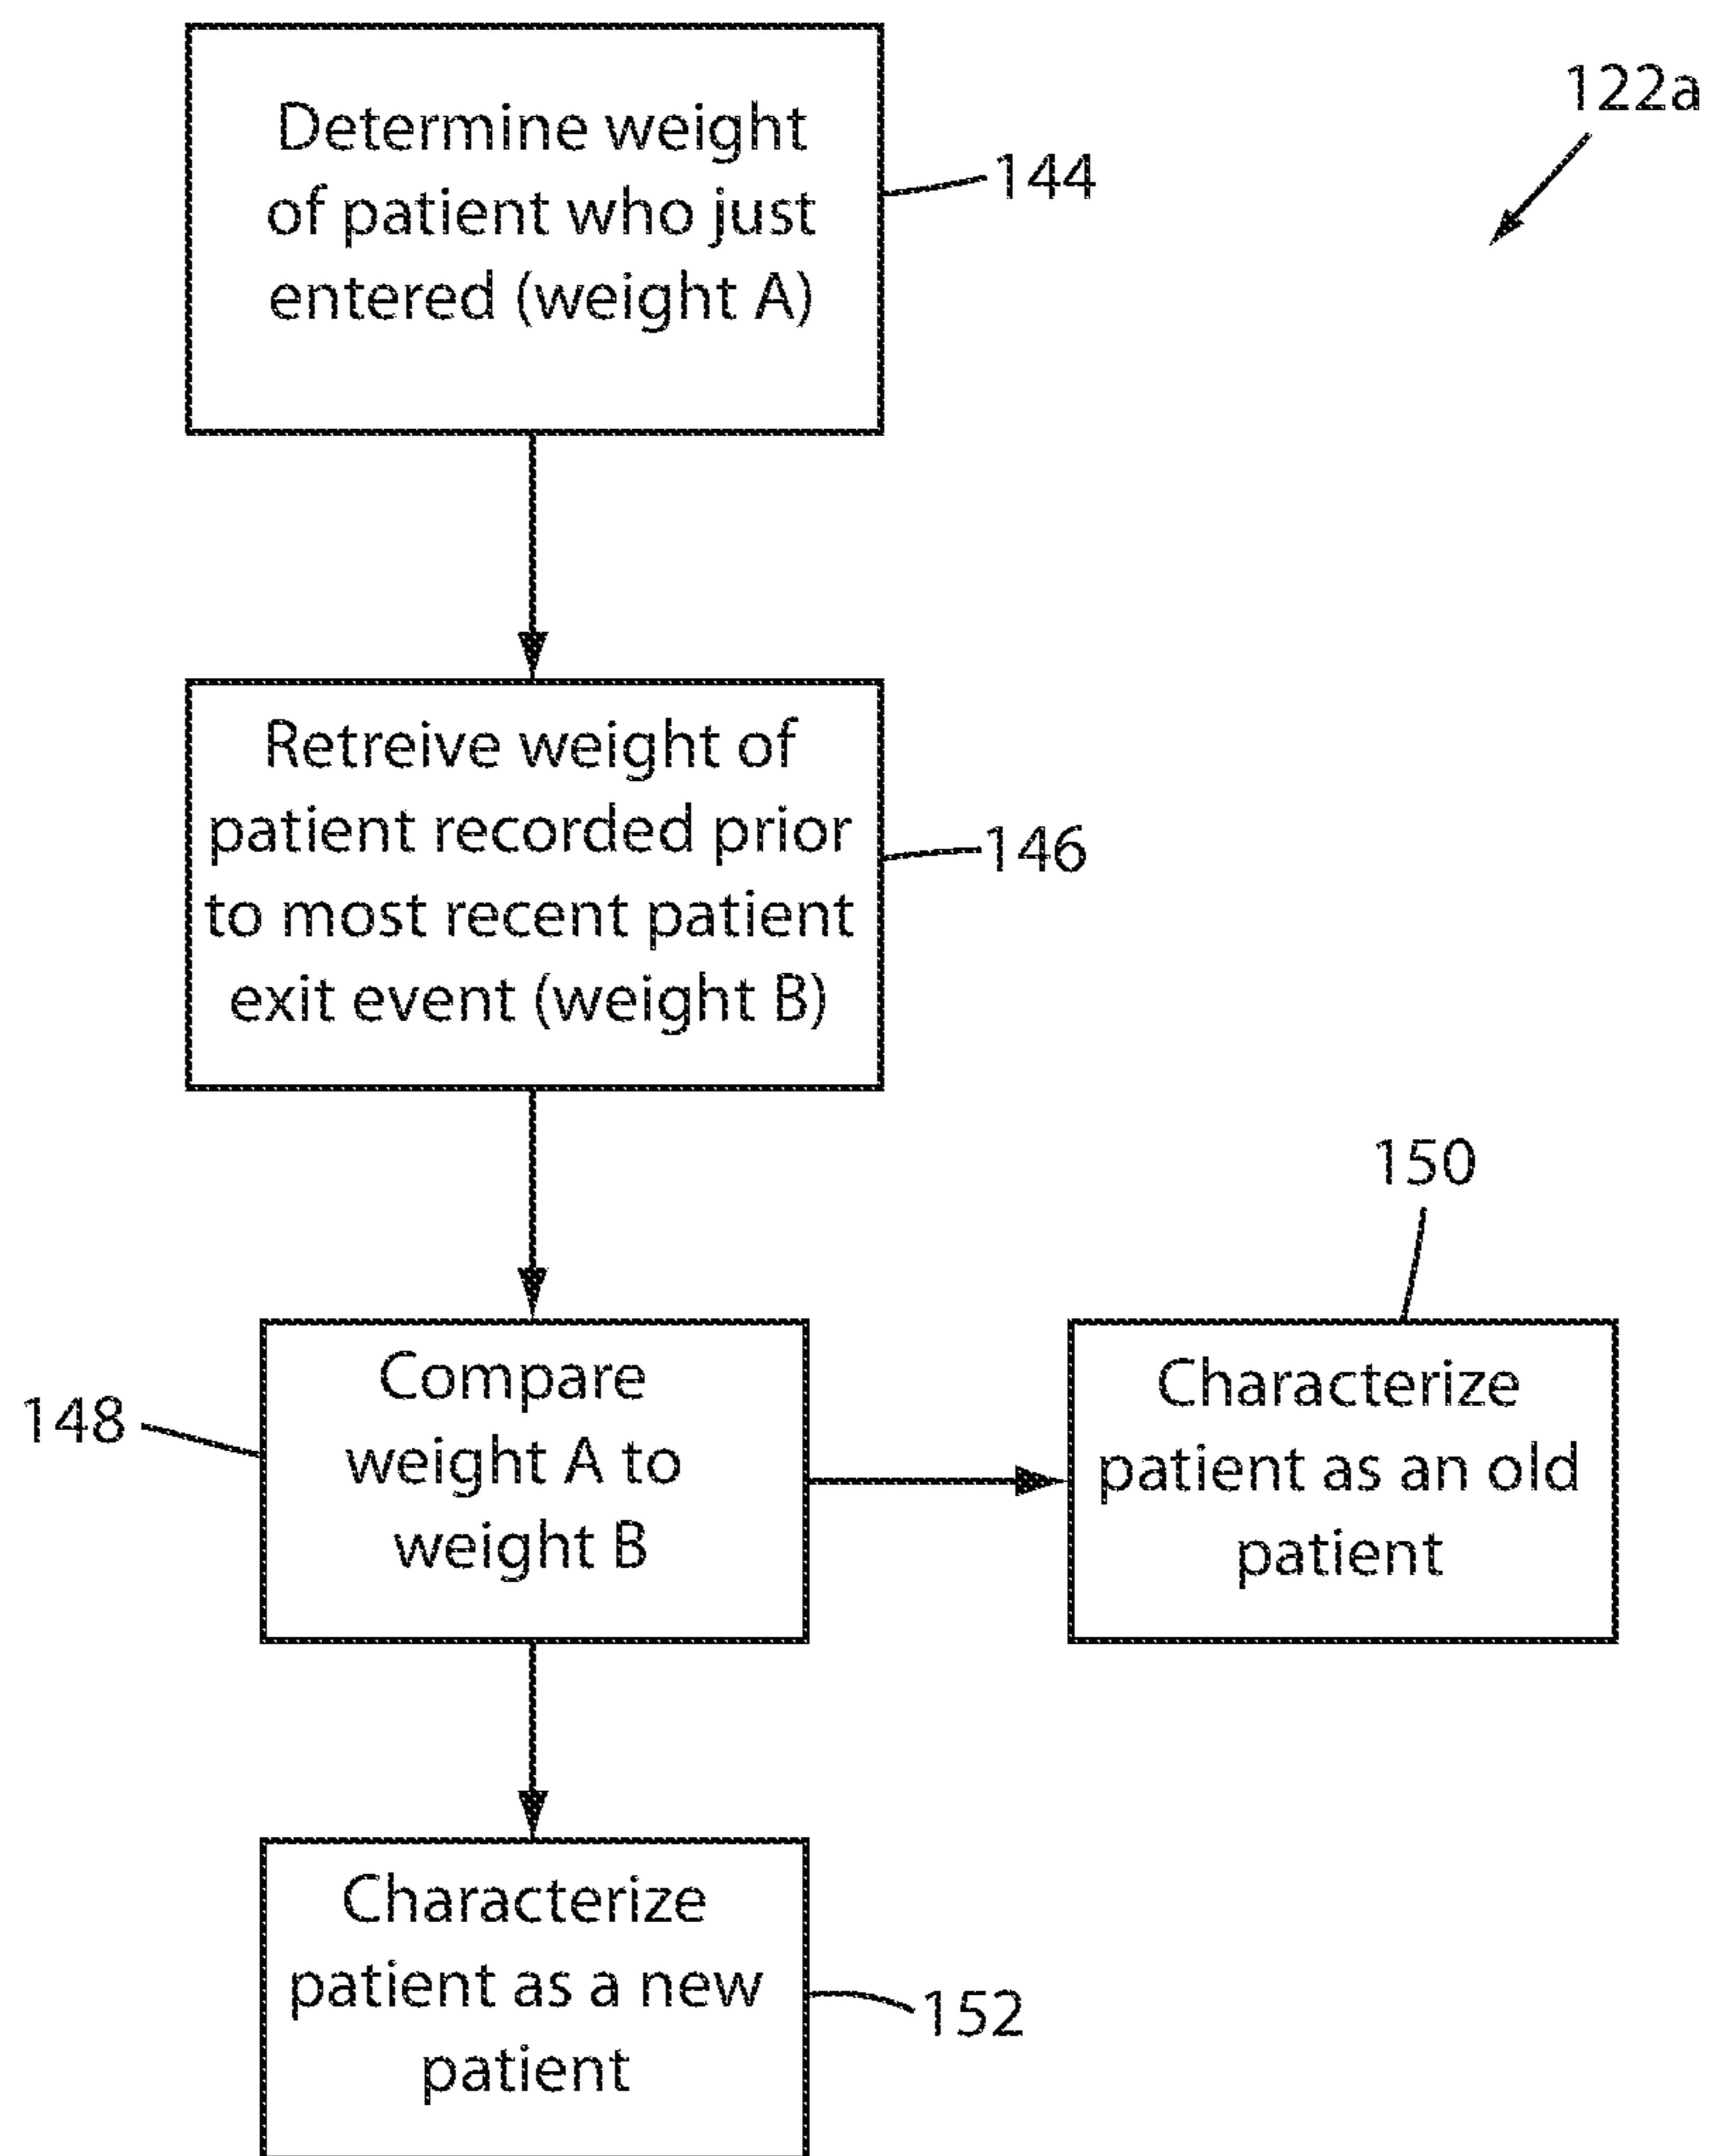 122a
Determine weight
of patient who just
entered (weight A)
144
Retreive weight of
patient recorded prior
to most recent patient
exit event (weight B)
146
150
148
Compare
weight A to
weight B
Characterize
patient as an old
patient
Characterize
patient as a new
patient
152